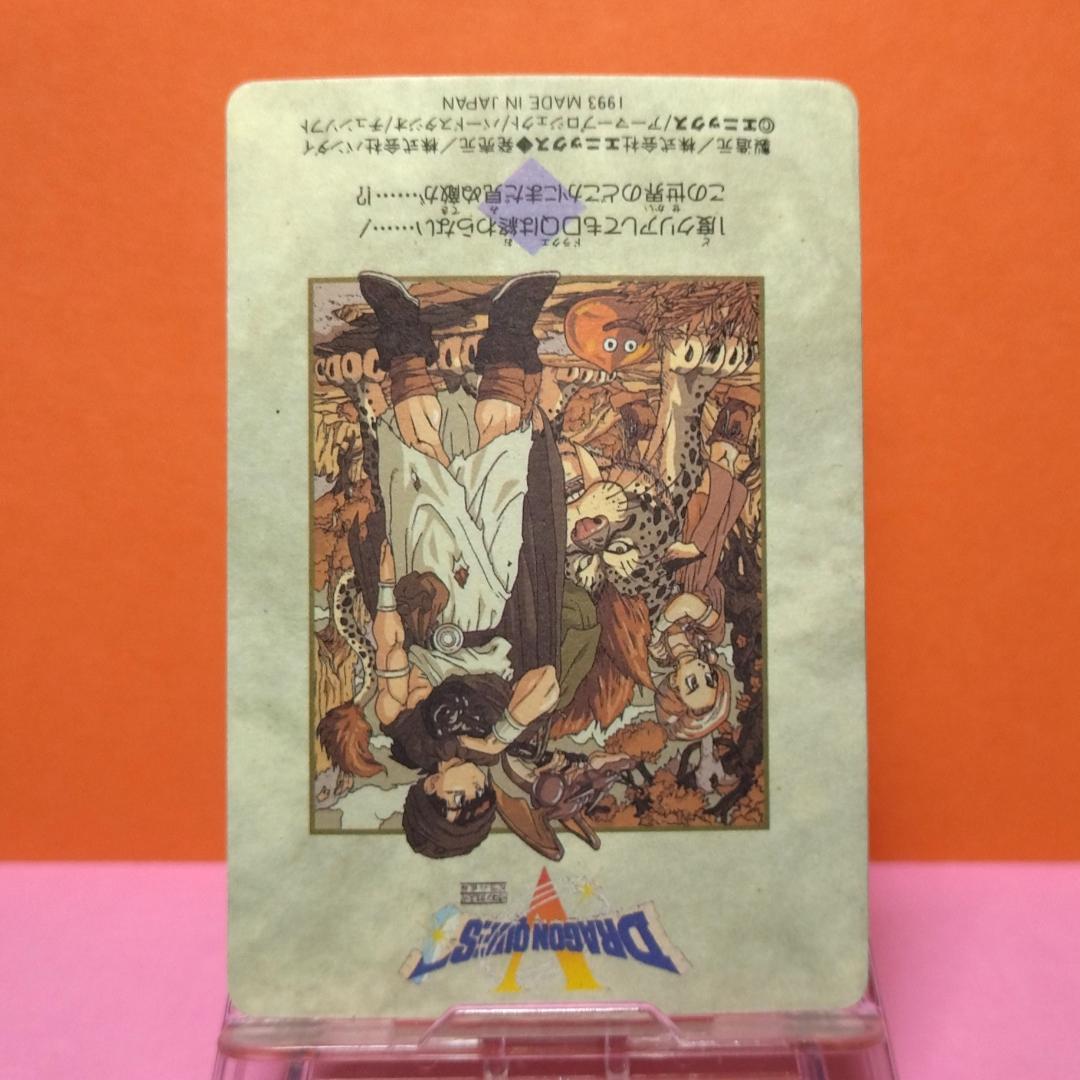 DRAGON QUEST
V
1度クリアしてもDQは終わらない……!
この世界のどこかにまだ見ぬ敵が……!?
製造元/株式会社エニックス◆発売元/株式会社バンダイ
©エニックス/アーマープロジェクト/バードスタジオ/チュンソフト
1993 MADE IN JAPAN